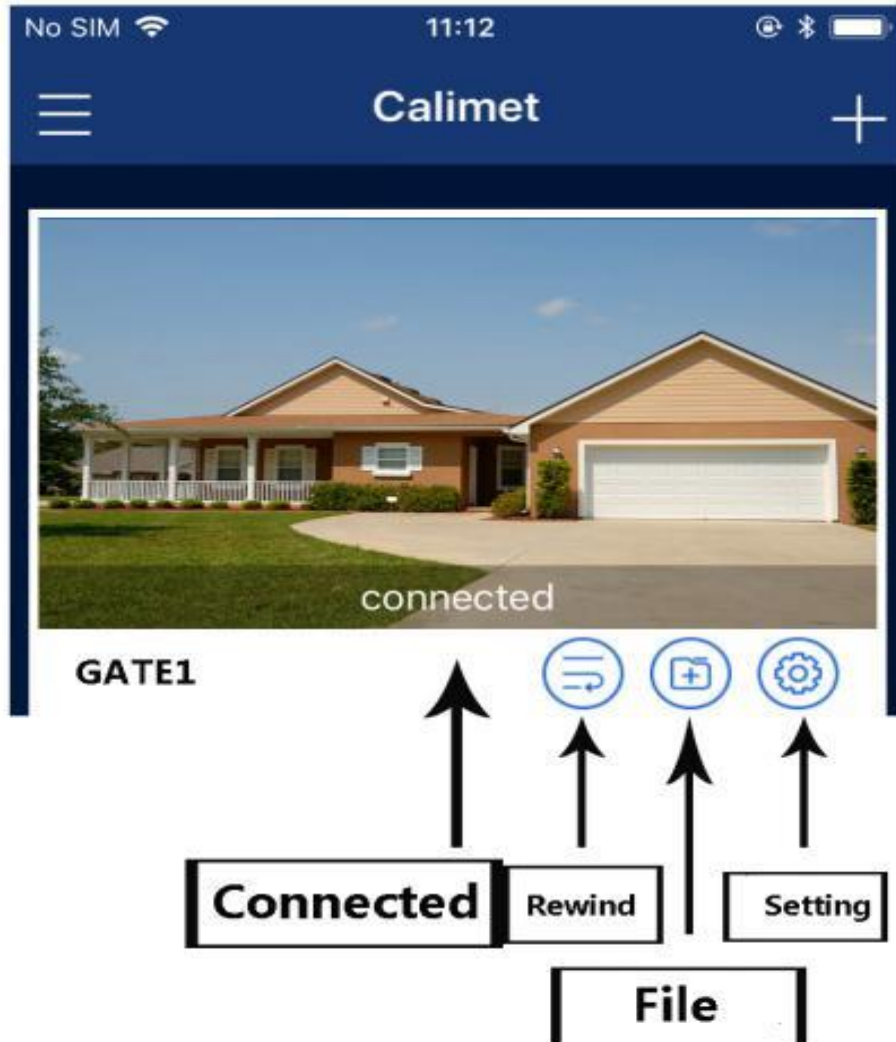 No SIM 11:12
Calimet
connected
GATE1
Connected Rewind Setting
File